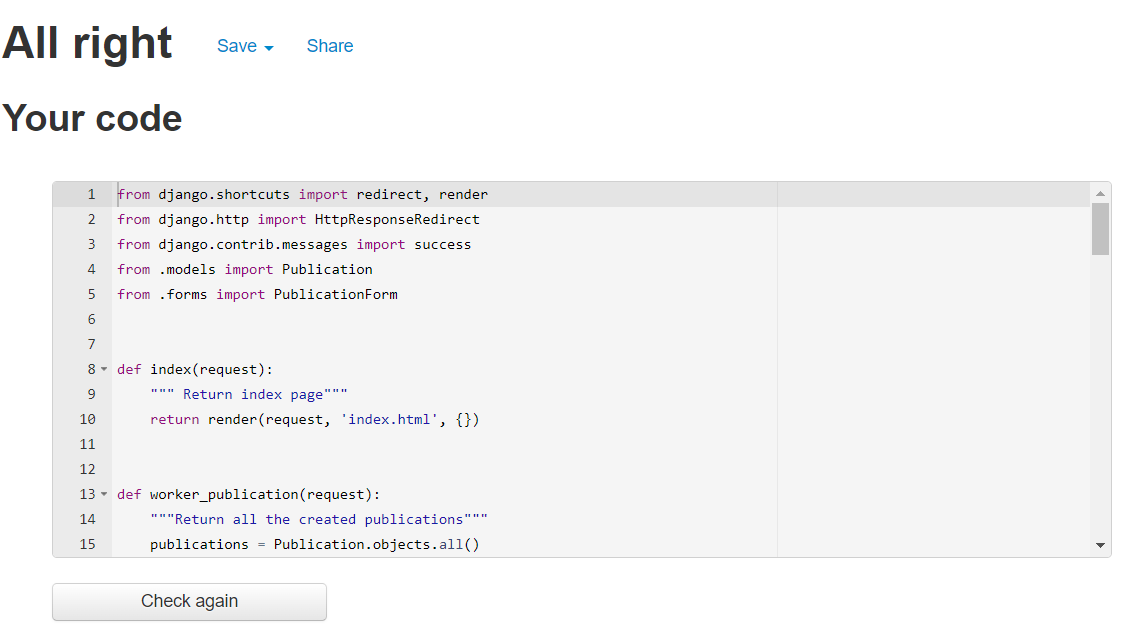 All right Save Share
Your code
1 from django.shortcuts import redirect, render
2 from django.http import HttpResponseRedirect
3 from django.contrib.messages import success
4 from .models import Publication
5 from .forms import PublicationForm
6
7
8 def index(request):
9     """ Return index page"""
10     return render(request, 'index.html', {})
11
12
13 def worker_publication(request):
14     """Return all the created publications"""
15     publications = Publication.objects.all()
Check again